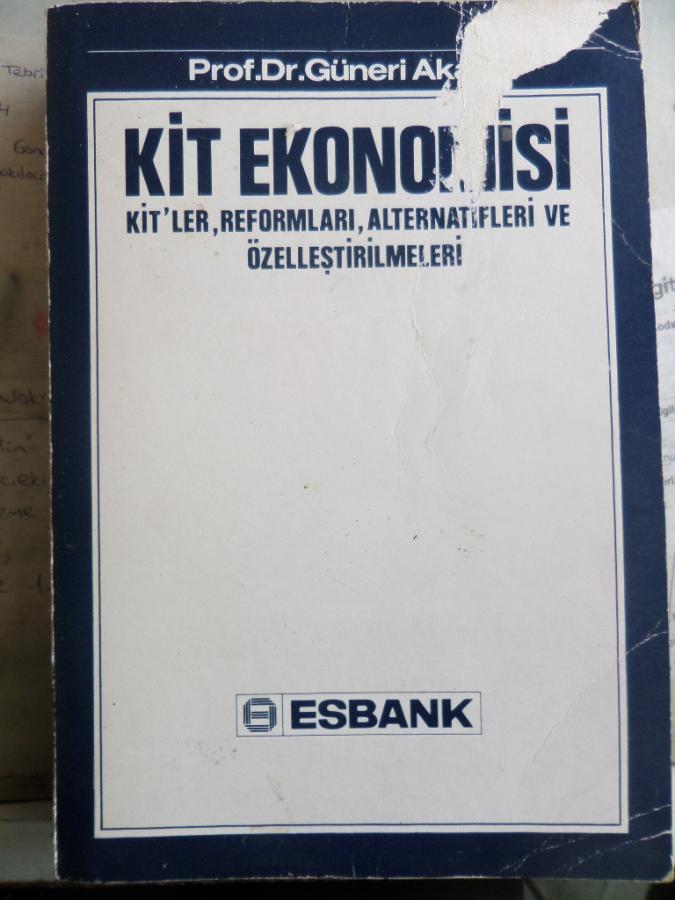 Prof.Dr.Güneri
KİT EKONOMİSİ
KİT'LER, REFORMLARI, ALTERNATİFLERİ VE
ÖZELLEŞTİRİLMELERİ
ESBANK